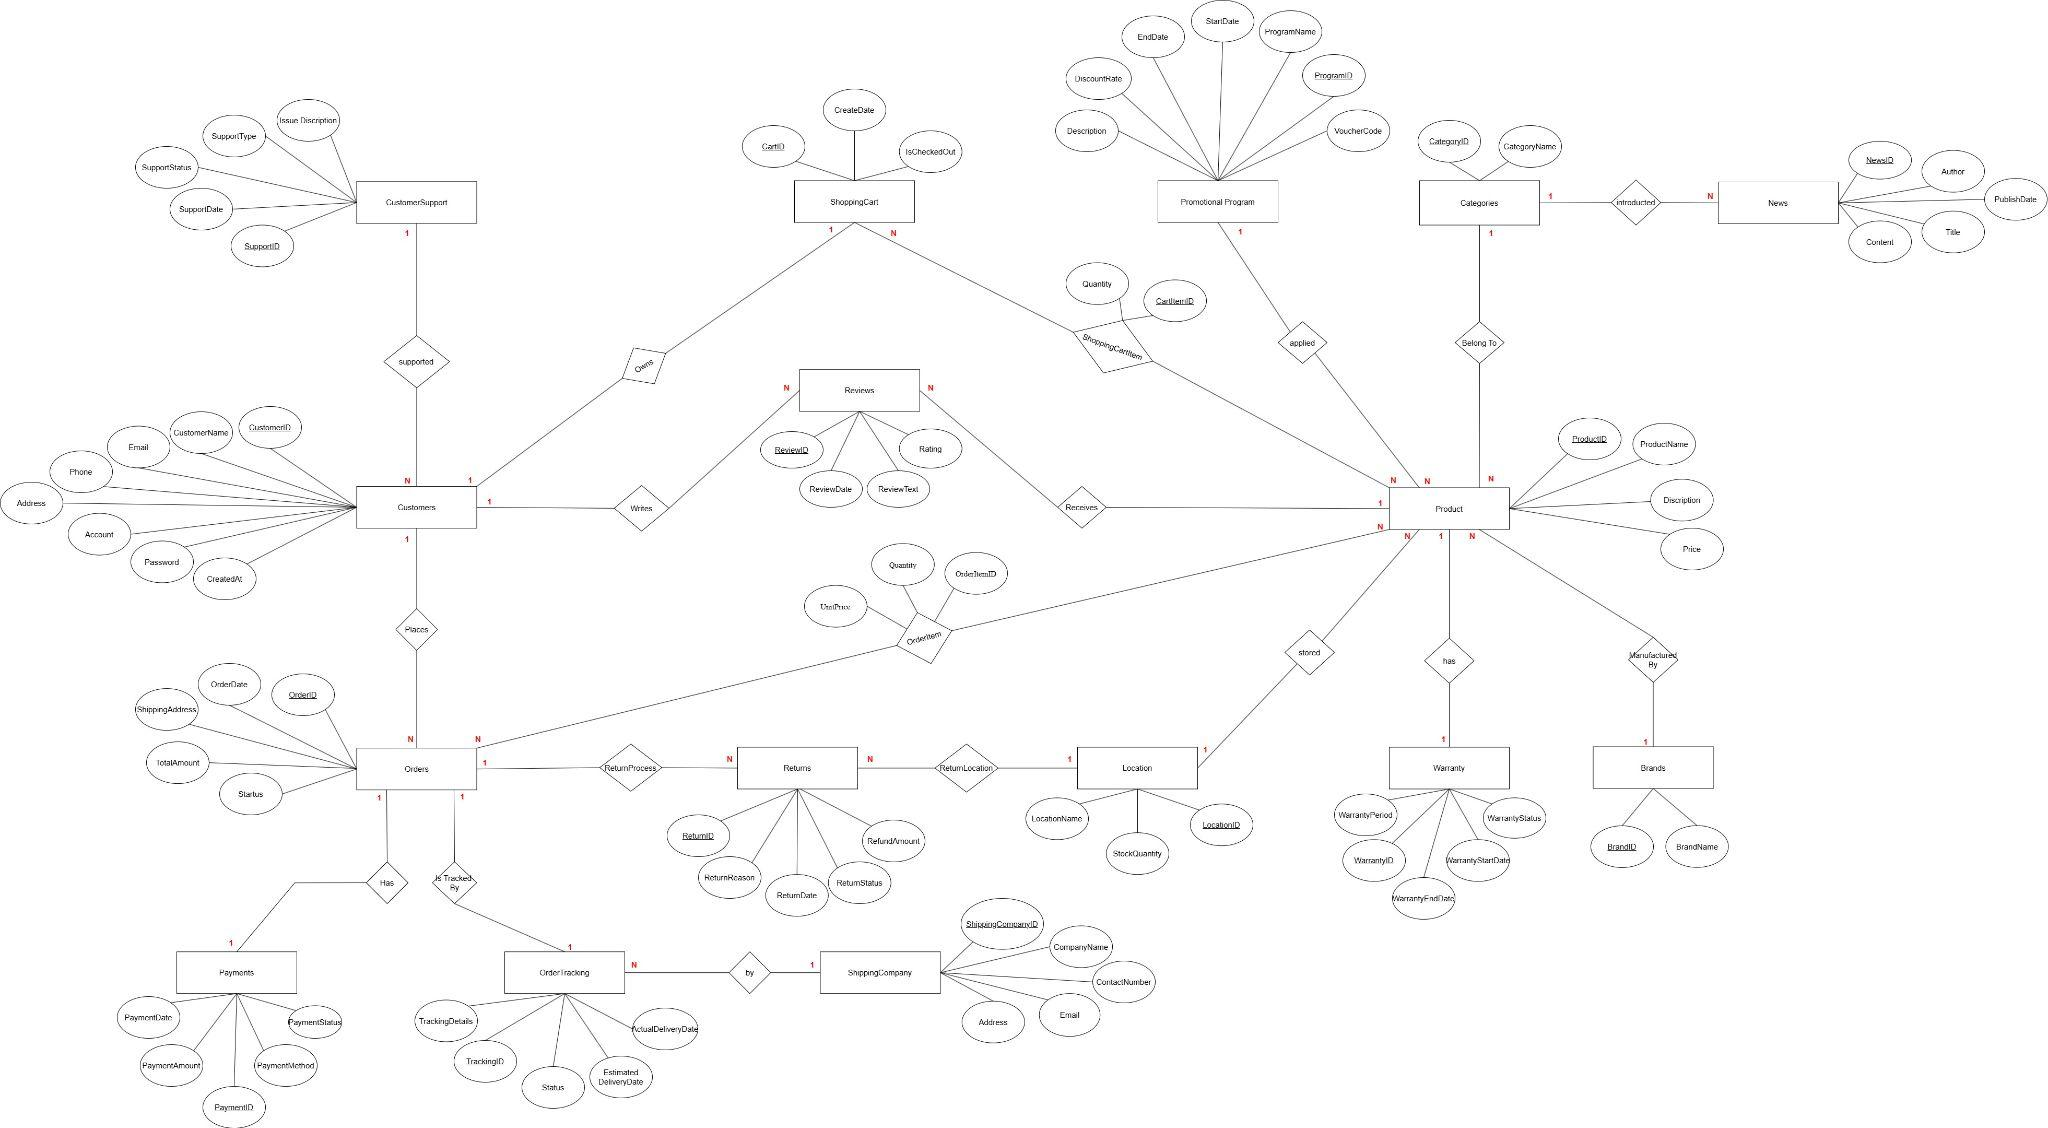 StartDate
EndDate
ProgramName
DiscountRate
ProgramID
Description
VoucherCode
CreateDate
CartID
IsCheckedOut
Issue Discription
SupportType
SupportStatus
SupportDate
SupportID
CustomerSupport
ShoppingCart
Promotional Program
CategoryID
CategoryName
Categories
introducted
News
NewsID
Author
PublishDate
Title
Content
1
1
N
1
1
1
N
Quantity
CartItemID
ShoppingCartItem
supported
Owns
applied
Belong To
Reviews
N
N
ReviewID
Rating
ReviewDate
ReviewText
CustomerID
CustomerName
Email
Phone
Address
Account
Password
CreatedAt
Customers
N
1
1
1
Writes
Receives
Product
N
N
N
1
N
N
1
N
ProductID
ProductName
Discription
Price
Places
Quantity
OrderItemID
UnitPrice
OrderItem
stored
has
Manufactured
By
OrderID
OrderDate
ShippingAddress
TotalAmount
Startus
Orders
N
N
1
1
1
ReturnProcess
N
Returns
N
ReturnLocation
1
Location
1
1
Warranty
1
Brands
ReturnID
ReturnReason
ReturnDate
ReturnStatus
RefundAmount
LocationName
StockQuantity
LocationID
WarrantyPeriod
WarrantyID
WarrantyEndDate
WarrantyStartDate
WarrantyStatus
BrandID
BrandName
Has
Is Tracked
By
1
Payments
1
OrderTracking
N
by
1
ShippingCompany
ShippingCompanyID
CompanyName
ContactNumber
Email
Address
PaymentDate
PaymentAmount
PaymentID
PaymentMethod
PaymentStatus
TrackingDetails
TrackingID
Status
Estimated
DeliveryDate
ActualDeliveryDate